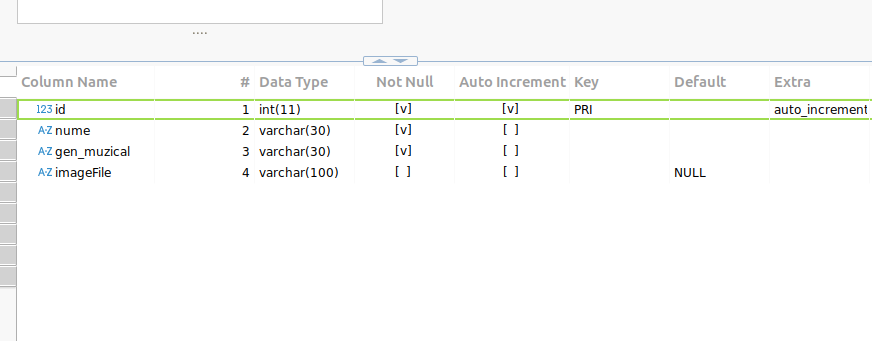 ....
Column Name # Data Type Not Null Auto Increment Key Default Extra
123 id 1 int(11) [v] [v] PRI auto_increment
A-Z nume 2 varchar(30) [v] [ ]
A-Z gen_muzical 3 varchar(30) [v] [ ]
A-Z imageFile 4 varchar(100) [ ] [ ] NULL